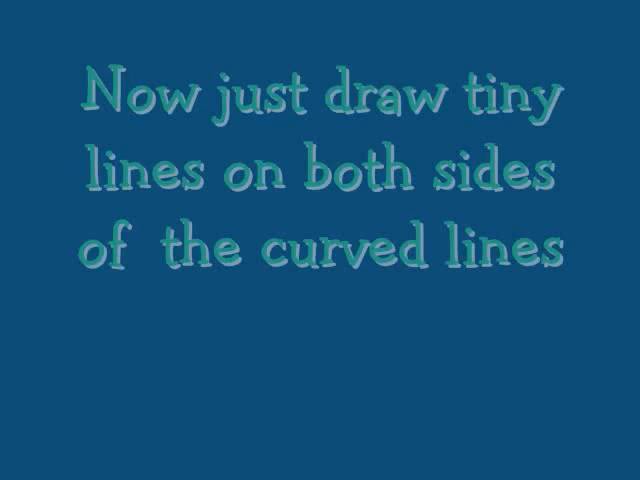 Now just draw tiny
lines on both sides
of the curved lines